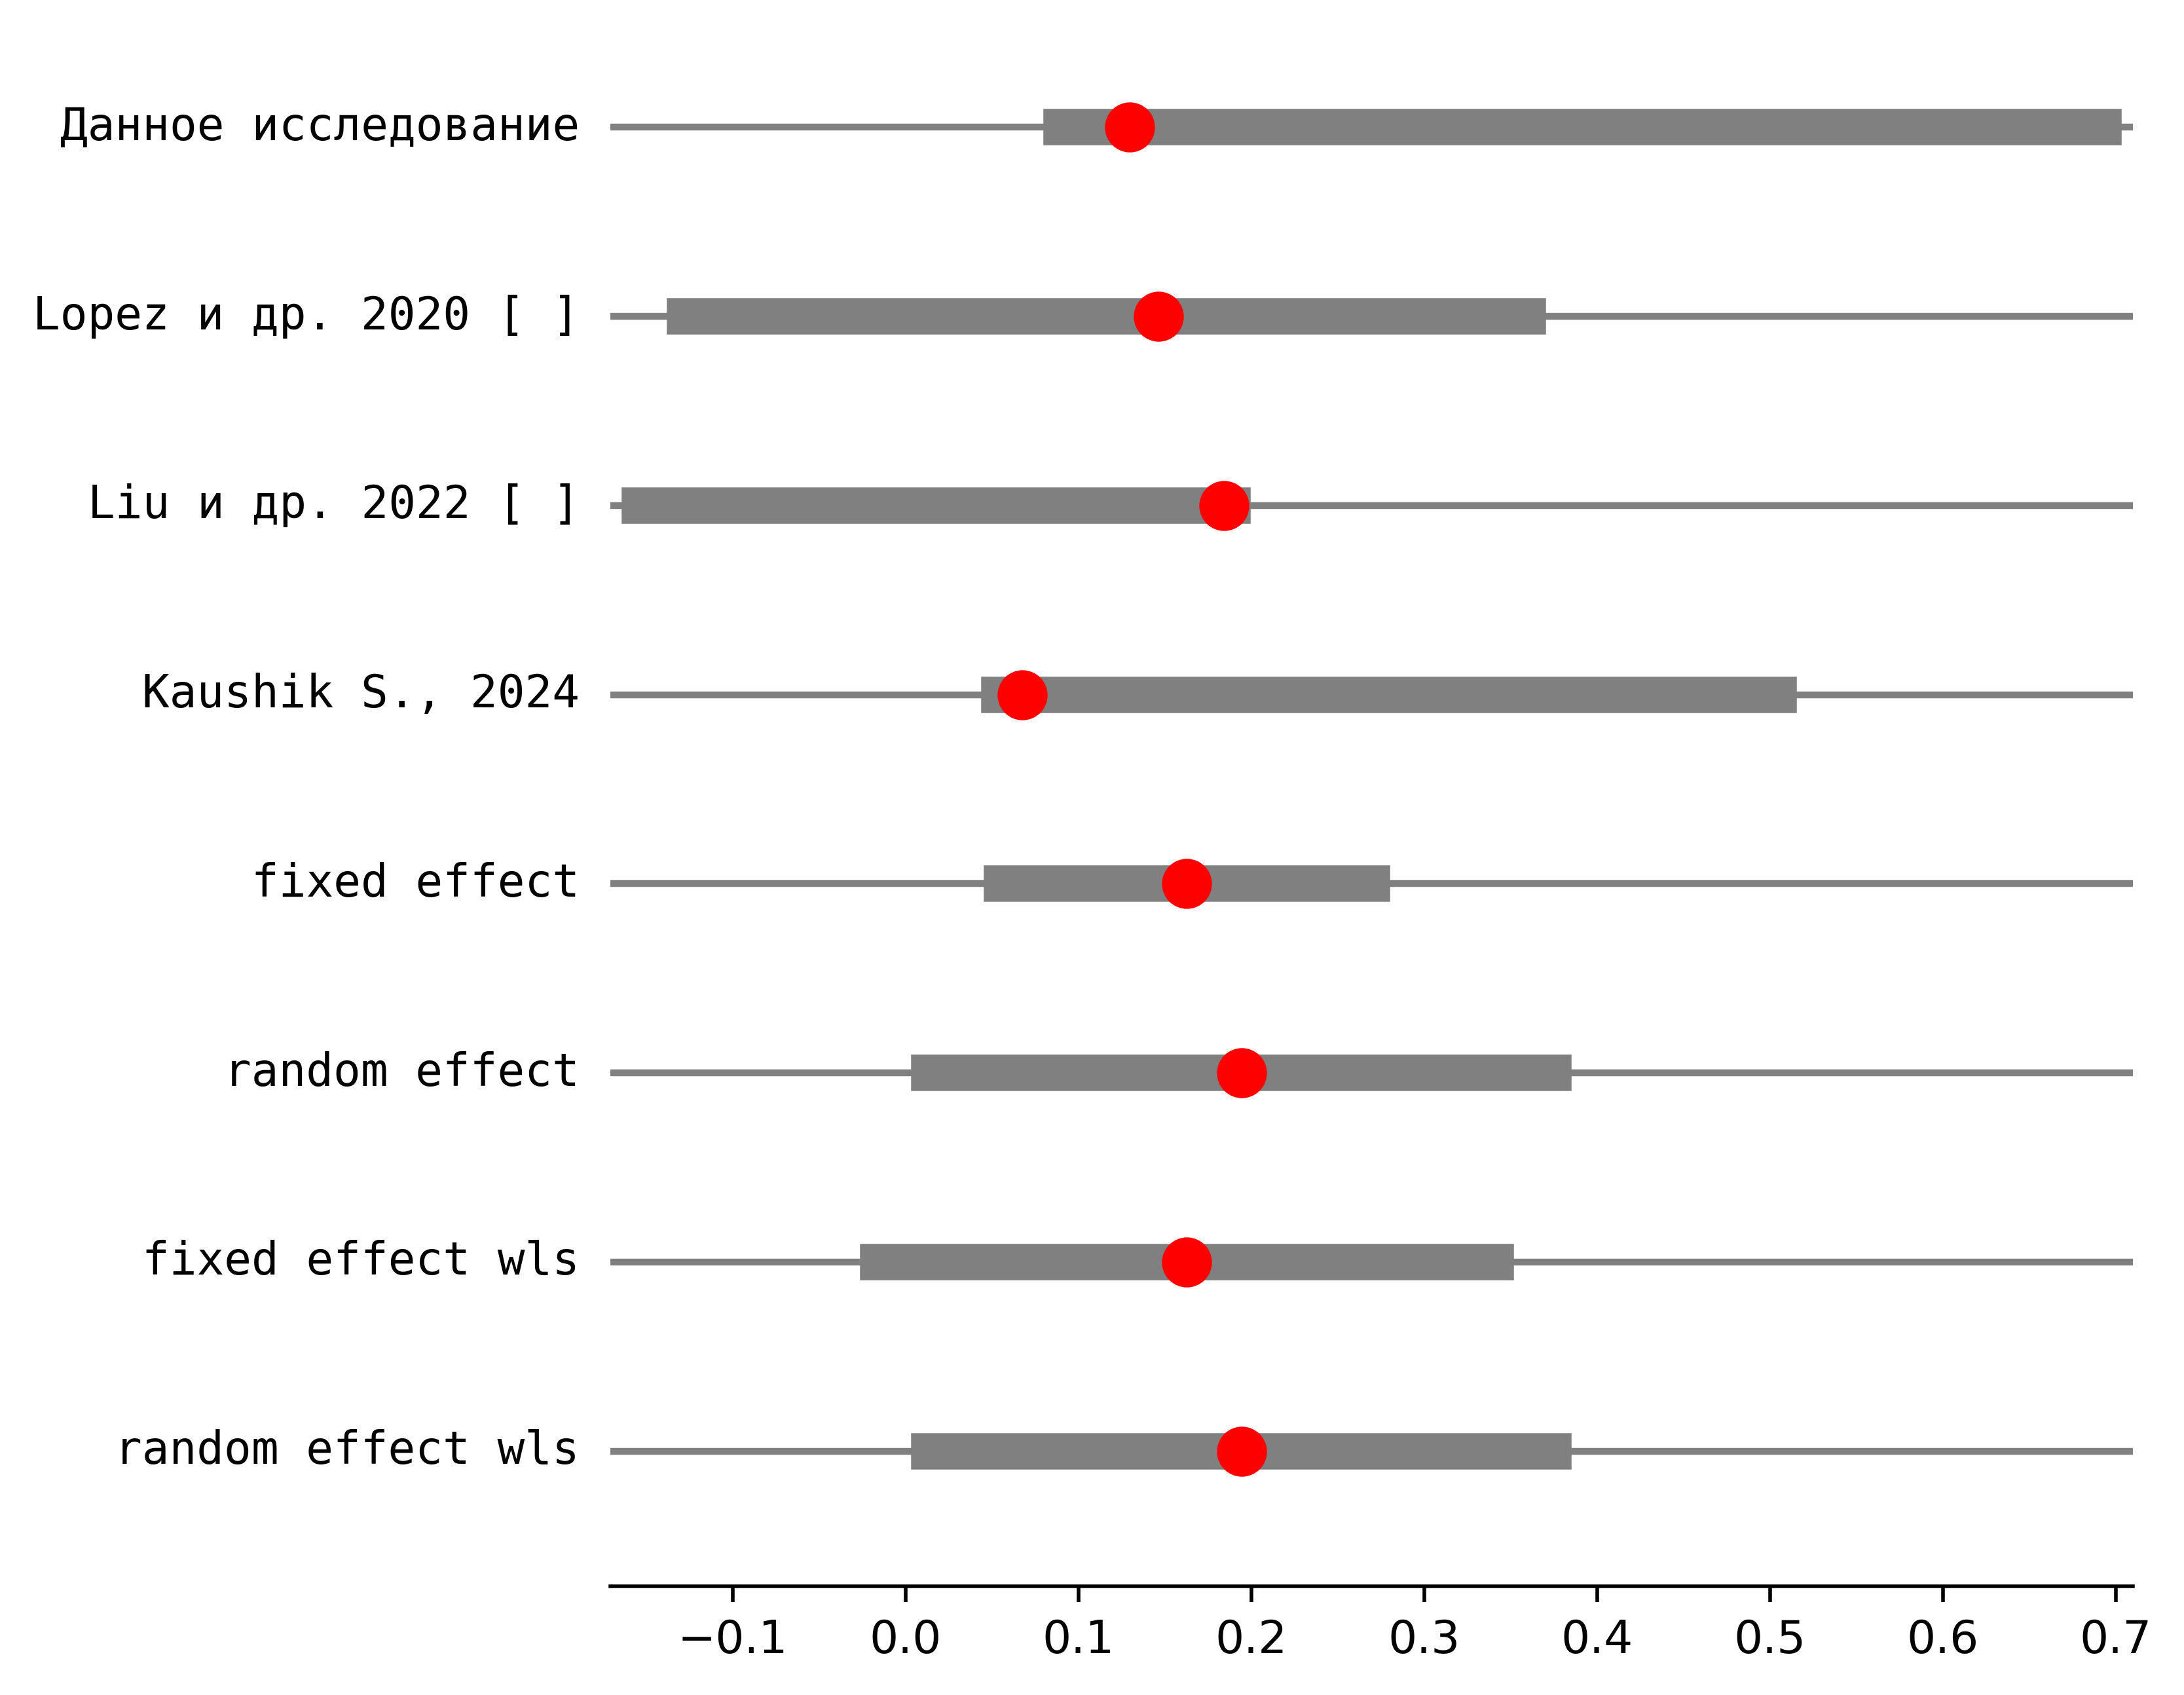 Данное исследование
Lopez и др. 2020 [ ]
Liu и др. 2022 [ ]
Kaushik S., 2024
fixed effect
random effect
fixed effect wls
random effect wls
−0.1 0.0 0.1 0.2 0.3 0.4 0.5 0.6 0.7